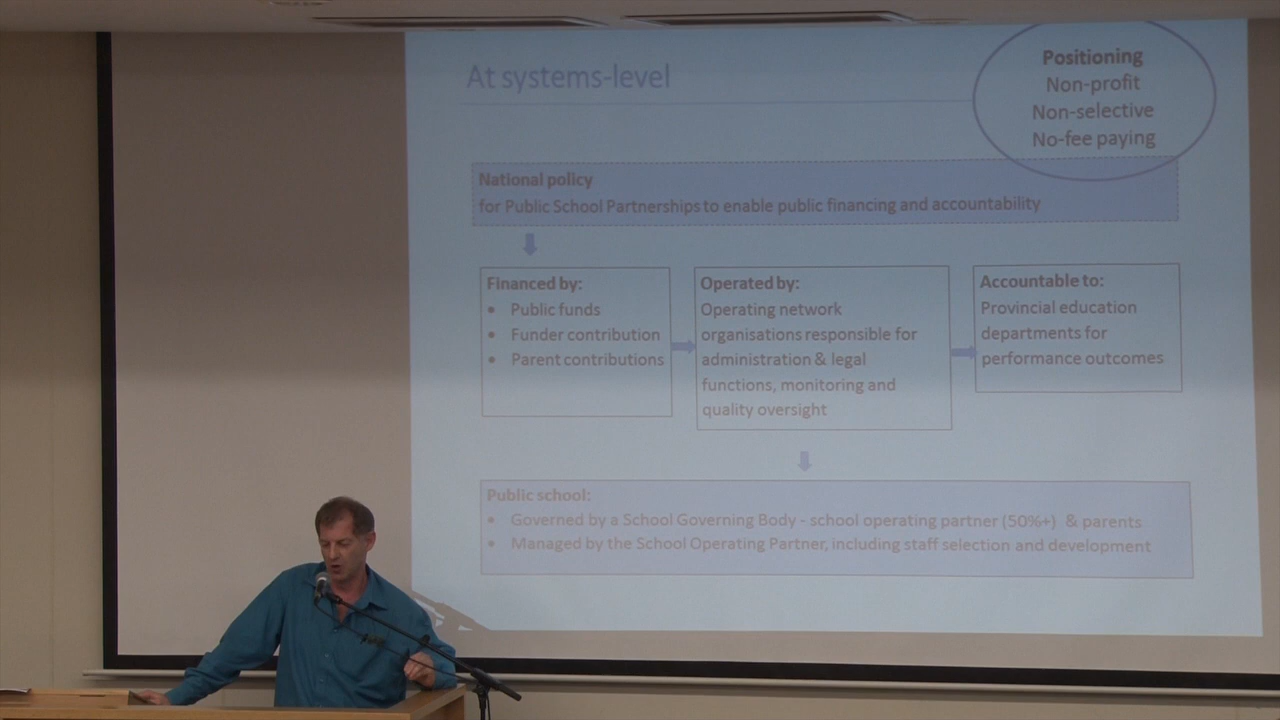 At systems-level
Positioning
Non-profit
Non-selective
No-fee paying
National policy
for Public School Partnerships to enable public financing and accountability
Financed by:
• Public funds
• Funder contribution
• Parent contributions
Operated by:
Operating network
organisations responsible for
administration & legal
functions, monitoring and
quality oversight
Accountable to:
Provincial education
departments for
performance outcomes
Public school:
• Governed by a School Governing Body - school operating partner (50%+) & parents
• Managed by the School Operating Partner, including staff selection and development